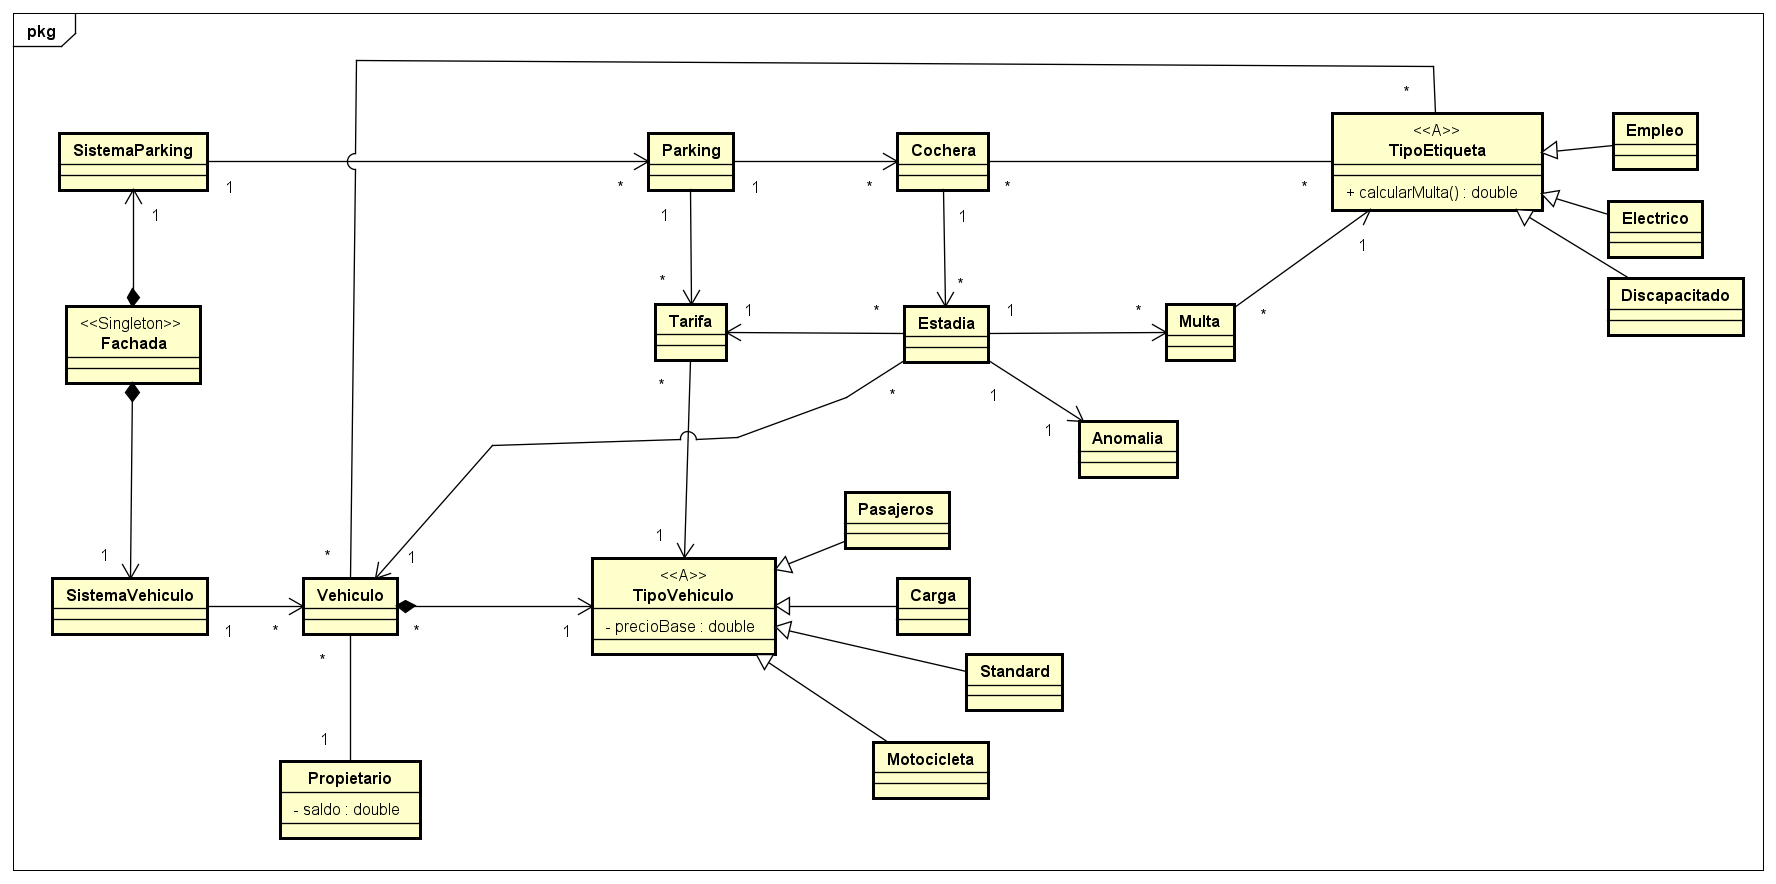 pkg
*
SistemaParking
Parking
Cochera
<<A>>
TipoEtiqueta
+ calcularMulta() : double
Empleo
1
*
1
*
*
*
Electrico
1
1
1
1
Discapacitado
*
*
<<Singleton>>
Fachada
Tarifa
1
*
Estadia
1
*
Multa
*
*
*
1
1
Anomalia
Pasajeros
1
*
1
1
SistemaVehiculo
Vehiculo
<<A>>
TipoVehiculo
- precioBase : double
Carga
1
*
*
1
*
Standard
1
Motocicleta
Propietario
- saldo : double